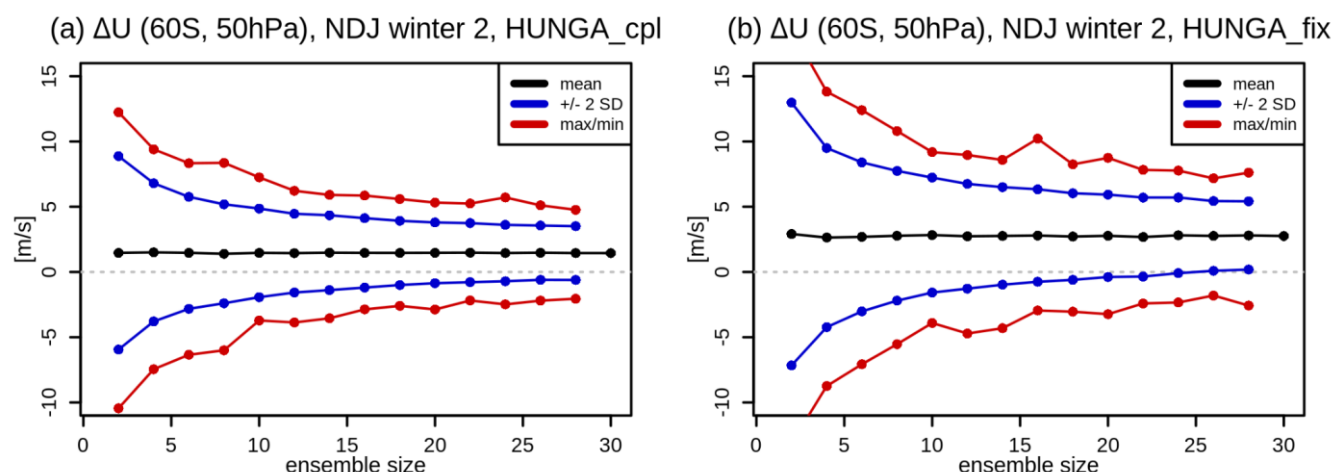 (a) ΔU (60S, 50hPa), NDJ winter 2, HUNGA_cpl
15
10
5
0
-5
-10
[m/s]
mean
+/- 2 SD
max/min
0 5 10 15 20 25 30
ensemble size
(b) ΔU (60S, 50hPa), NDJ winter 2, HUNGA_fix
15
10
5
0
-5
-10
[m/s]
mean
+/- 2 SD
max/min
0 5 10 15 20 25 30
ensemble size